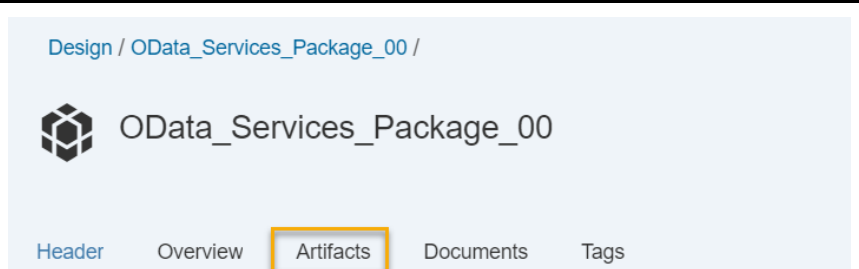 Design / OData_Services_Package_00 /
OData_Services_Package_00
Header Overview Artifacts Documents Tags